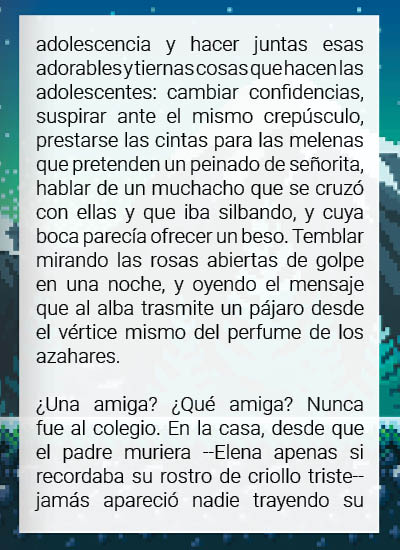 adolescencia y hacer juntas esas
adorables y tiernas cosas que hacen las
adolescentes: cambiar confidencias,
suspirar ante el mismo crepúsculo,
prestarse las cintas para las melenas
que pretenden un peinado de señorita,
hablar de un muchacho que se cruzó
con ellas y que iba silbando, y cuya
boca parecía ofrecer un beso. Temblar
mirando las rosas abiertas de golpe
en una noche, y oyendo el mensaje
que al alba trasmite un pájaro desde
el vértice mismo del perfume de los
azahares.

¿Una amiga? ¿Qué amiga? Nunca
fue al colegio. En la casa, desde que
el padre muriera --Elena apenas si
recordaba su rostro de criollo triste--
jamás apareció nadie trayendo su